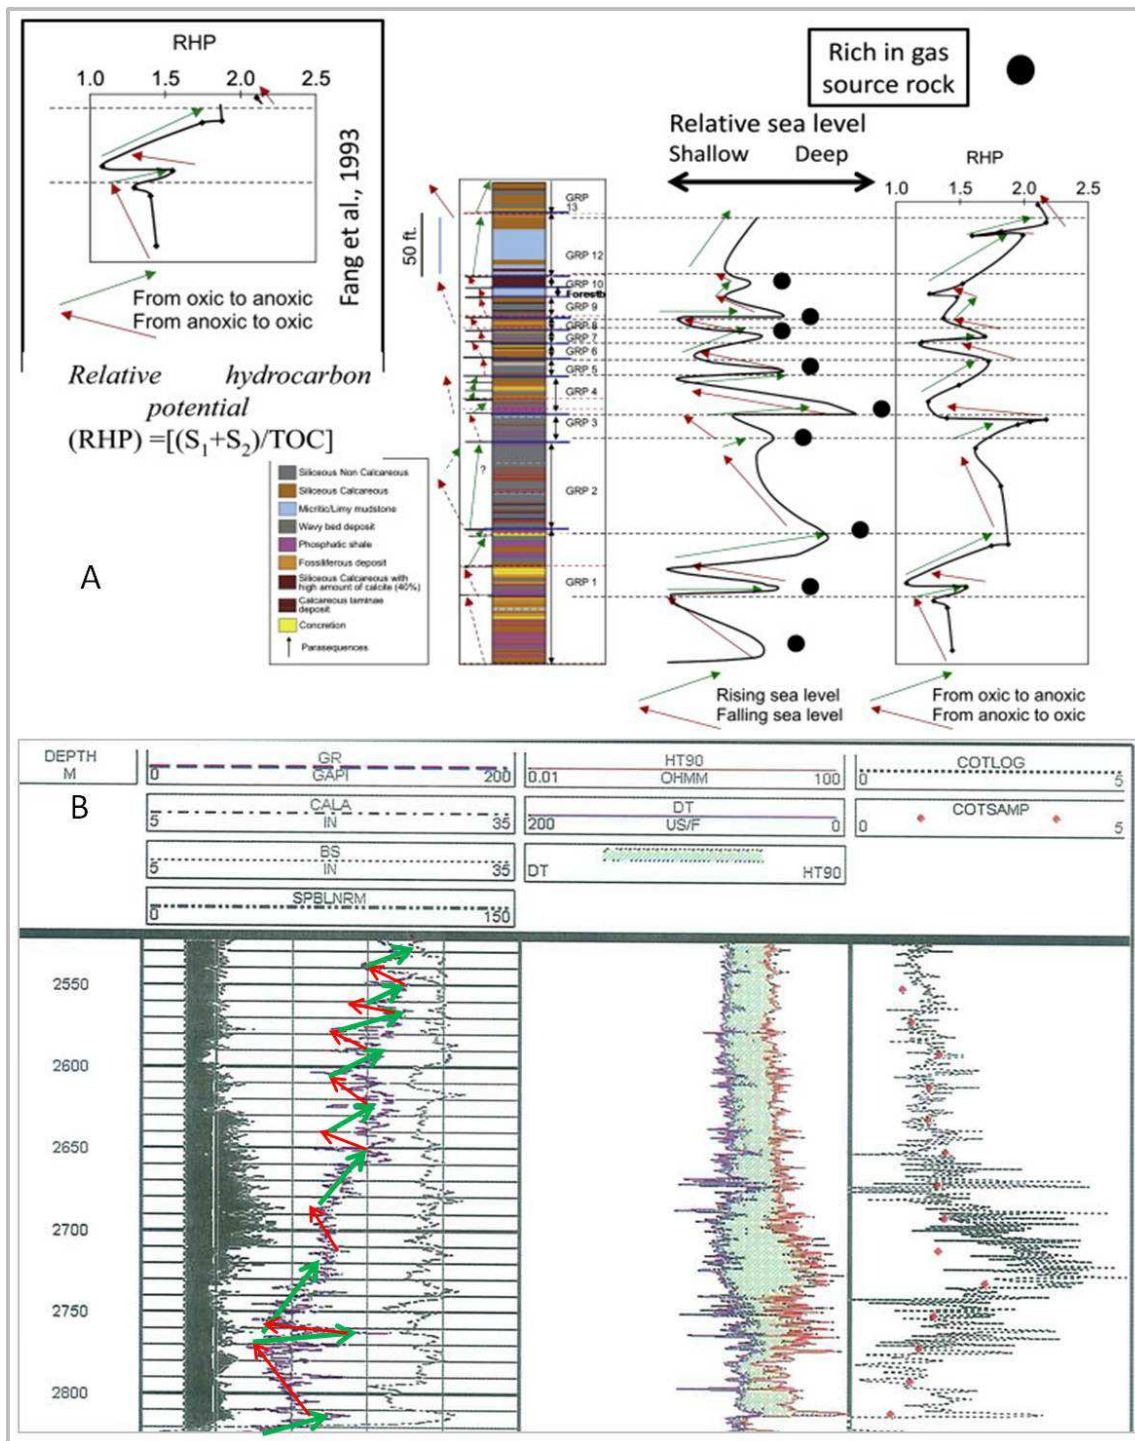 RHP
1.0 1.5 2.0 2.5
Fang et al., 1993
From oxic to anoxic
From anoxic to oxic
Relative hydrocarbon
potential
(RHP) =[(S1+S2)/TOC]
Rich in gas
source rock
Relative sea level
Shallow Deep
RHP
1.0 1.5 2.0 2.5
50 ft.
GRP
13
GRP 12
GRP 10
GRP 9
GRP 8
GRP 7
GRP 6
GRP 5
GRP 4
GRP 3
?
GRP 2
GRP 1
Siliceous Non Calcareous
Siliceous Calcareous
Micritic/Limy mudstone
Wavy bed deposit
Phosphatic shale
Fossiliferous deposit
Siliceous Calcareous with
high amount of calcite (40%)
Calcareous laminae
deposit
Concretion
Parasequences
A
Rising sea level
Falling sea level
From oxic to anoxic
From anoxic to oxic
DEPTH
M
B
GR
0 GAPI 200
CALA
5 IN 35
BS
5 IN 35
SPBLNRM
0 150
HT90
0.01 OHMM 100
DT
200 US/F 0
DT HT90
COTLOG
0 5
COTSAMP
0 5
2550
2600
2650
2700
2750
2800